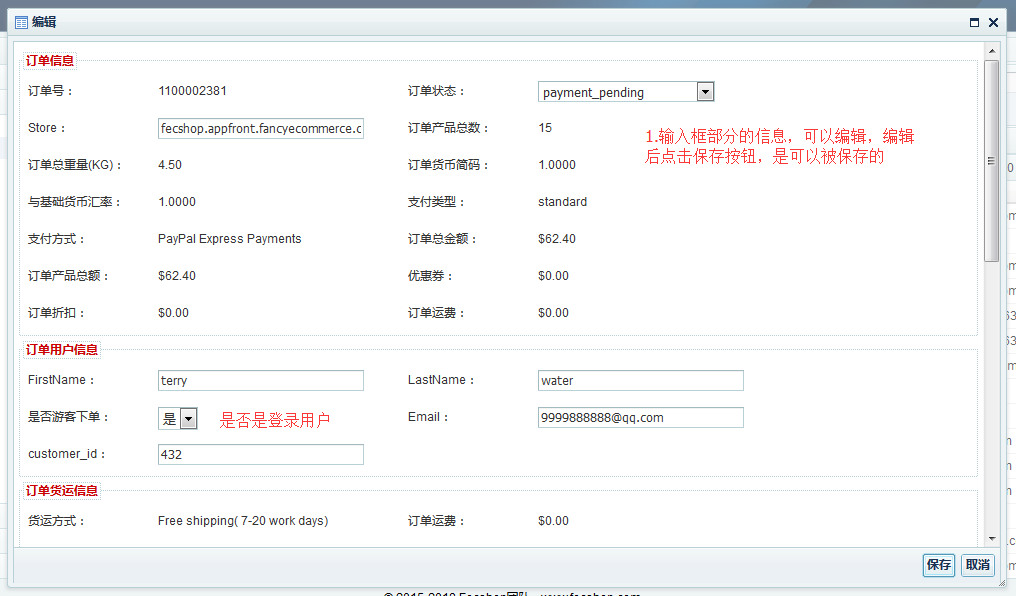 编辑
订单信息
订单号： 1100002381 订单状态： payment_pending
Store： fecshop.appfront.fancyecommerce.c 订单产品总数： 15
1.输入框部分的信息，可以编辑，编辑
后点击保存按钮，是可以被保存的
订单总重量(KG)： 4.50 订单货币简码： 1.0000
与基础货币汇率： 1.0000 支付类型： standard
支付方式： PayPal Express Payments 订单总金额： $62.40
订单产品总额： $62.40 优惠券： $0.00
订单折扣： $0.00 订单运费： $0.00
订单用户信息
FirstName： terry LastName： water
是否游客下单： 是 是否是登录用户 Email： 9999888888@qq.com
customer_id： 432
订单货运信息
货运方式： Free shipping( 7-20 work days) 订单运费： $0.00
保存 取消